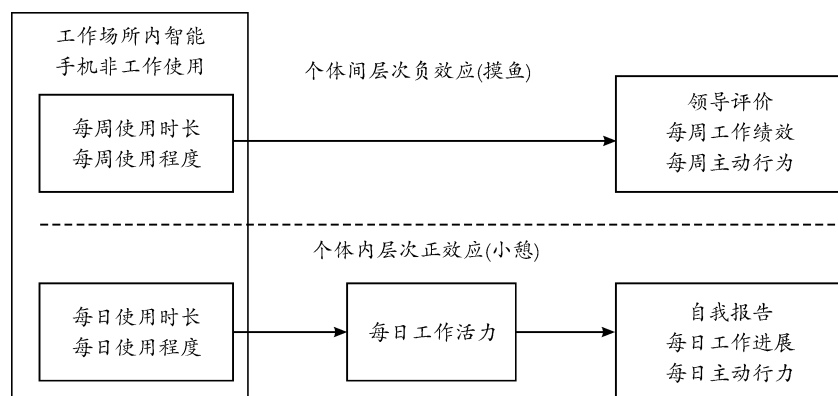 工作场所内智能
手机非工作使用
个体间层次负效应(摸鱼)
每周使用时长
每周使用程度
领导评价
每周工作绩效
每周主动行为
个体内层次正效应(小憩)
每日使用时长
每日使用程度
每日工作活力
自我报告
每日工作进展
每日主动行力